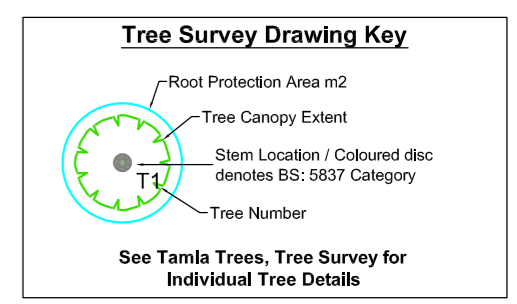 Tree Survey Drawing Key
Root Protection Area m2
Tree Canopy Extent
Stem Location / Coloured disc
denotes BS: 5837 Category
T1
Tree Number
See Tamla Trees, Tree Survey for
Individual Tree Details